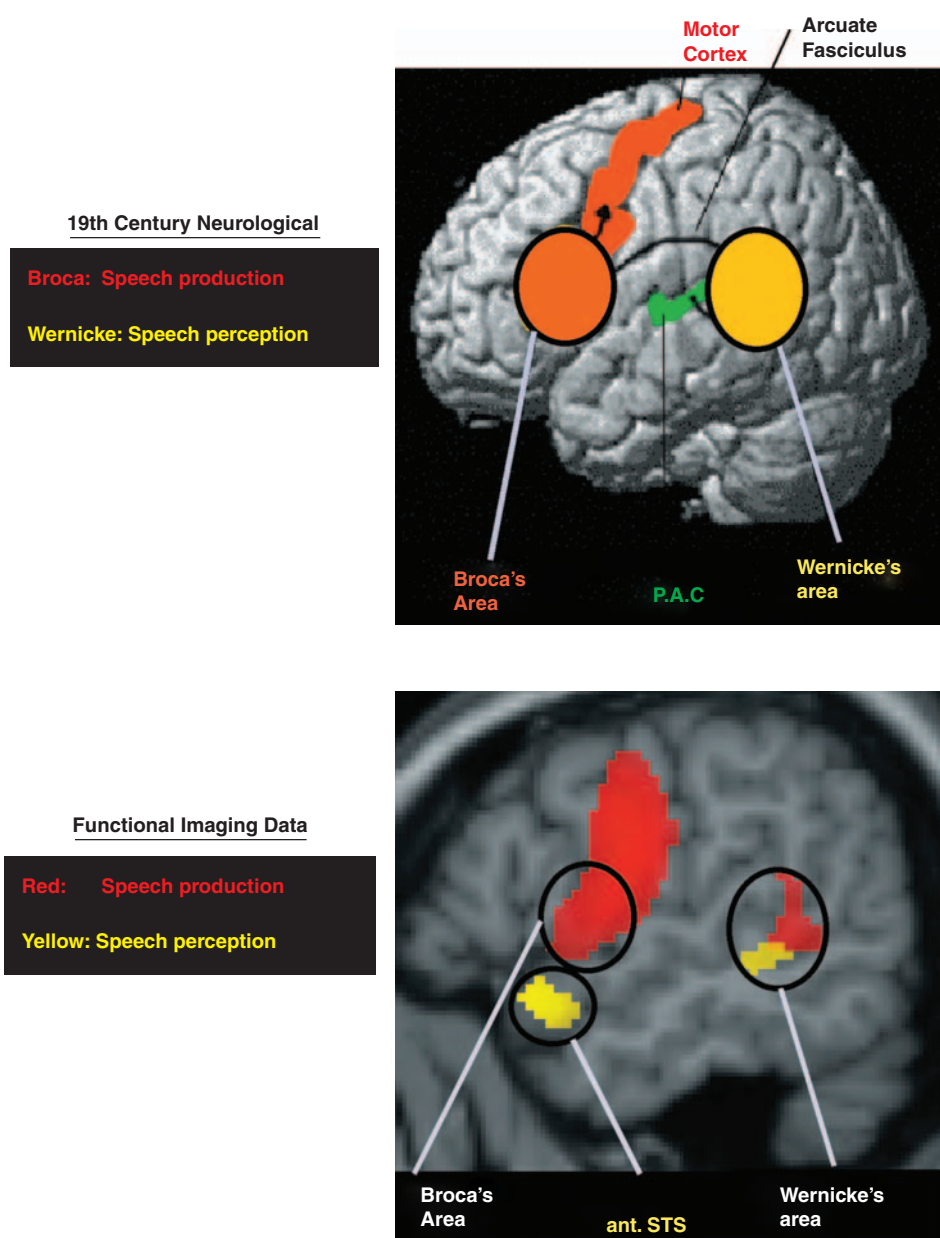 Motor
Cortex
Arcuate
Fasciculus
19th Century Neurological
Broca: Speech production
Wernicke: Speech perception
Broca's
Area
P.A.C
Wernicke's
area
Functional Imaging Data
Red: Speech production
Yellow: Speech perception
Broca's
Area
ant. STS
Wernicke's
area